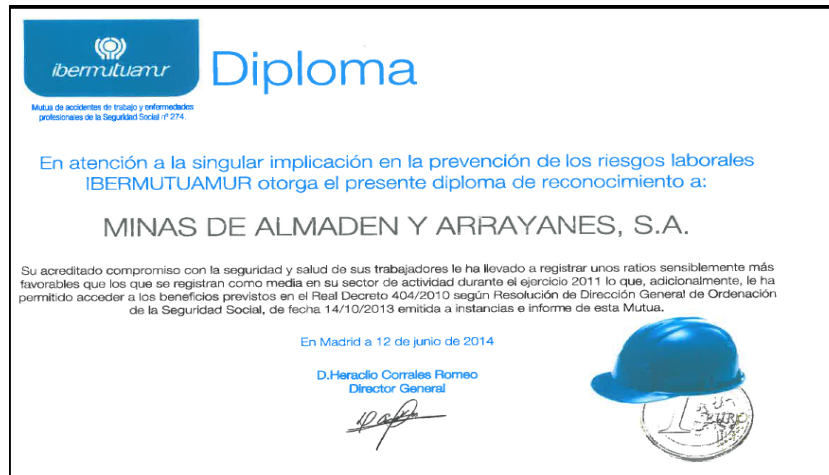 ibermutuamur
Diploma
Mutua de accidentes de trabajo y enfermedades
profesionales de la Seguridad Social nº 274.
En atención a la singular implicación en la prevención de los riesgos laborales
IBERMUTUAMUR otorga el presente diploma de reconocimiento a:
MINAS DE ALMADEN Y ARRAYANES, S.A.
Su acreditado compromiso con la seguridad y salud de sus trabajadores le ha llevado a registrar unos ratios sensiblemente más
favorables que los que se registran como media en su sector de actividad durante el ejercicio 2011 lo que, adicionalmente, le ha
permitido acceder a los beneficios previstos en el Real Decreto 404/2010 según Resolución de Dirección General de Ordenación
de la Seguridad Social, de fecha 14/10/2013 emitida a instancias e informe de esta Mutua.
En Madrid a 12 de junio de 2014
D.Heraclio Corrales Romeo
Director General
1 EURO